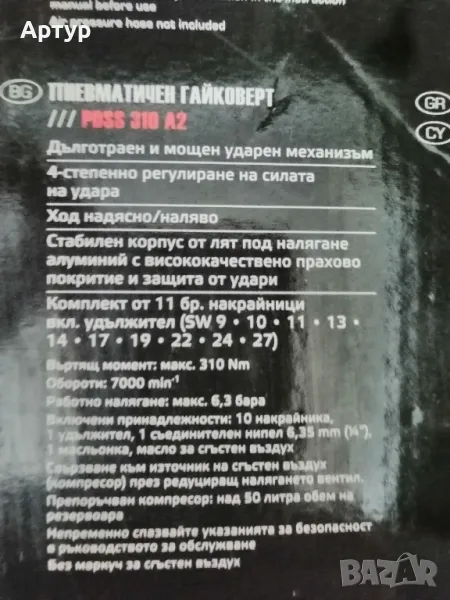 manual before use
Артур
Air pressure hose not included
BG ПНЕВМАТИЧЕН ГАЙКОВЕРТ
/// PDSS 310 A2
GR
CY
Дълготраен и мощен ударен механизъм
4-степенно регулиране на силата
на удара
Ход надясно/наляво
Стабилен корпус от лят под налягане
алуминий с висококачествено прахово
покритие и защита от удари
Комплект от 11 бр. накрайници
вкл. удължител (SW 9 • 10 • 11 • 13 •
14 • 17 • 19 • 22 • 24 • 27)
Въртящ момент: макс. 310 Nm
Обороти: 7000 min⁻¹
Работно налягане: макс. 6,3 бара
Включени принадлежности: 10 накрайника,
1 удължител, 1 съединителен нипел 6,35 mm (¼"),
1 масльонка, масло за сгъстен въздух
Свързване към източник на сгъстен въздух
(компресор) през редуциращ налягането вентил.
Препоръчван компресор: над 50 литра обем на
резервоара
Непременно спазвайте указанията за безопасност
в ръководството за обслужване
Без маркуч за сгъстен въздух
BAZAR